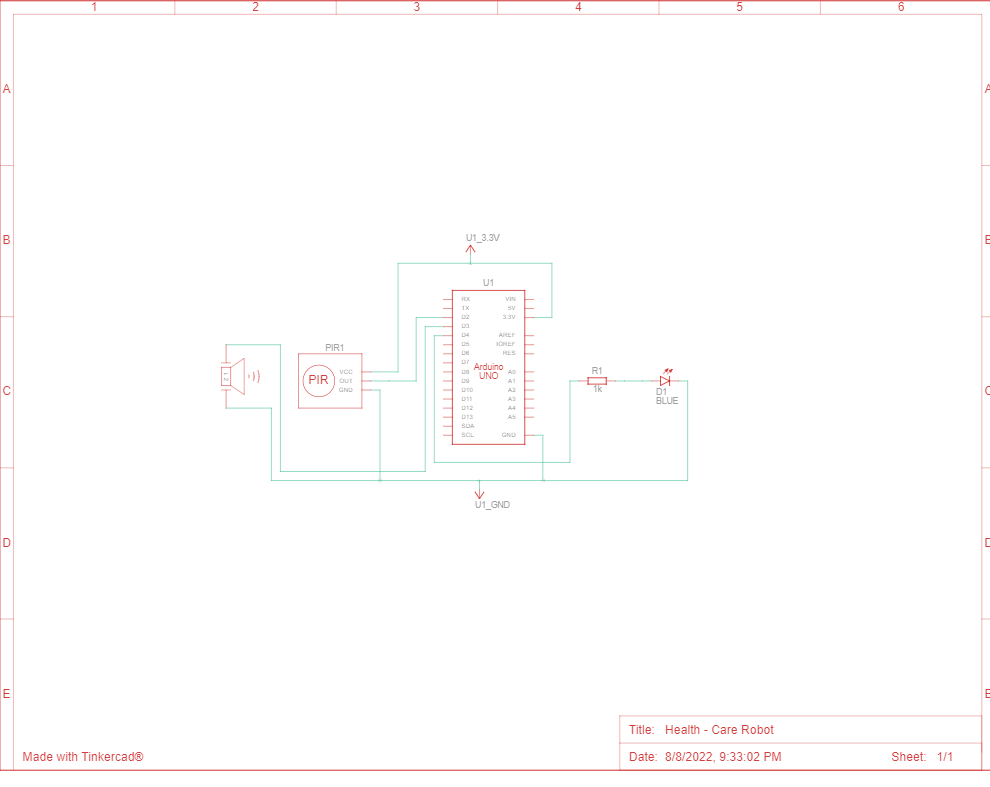 1 2 3 4 5 6
A A
B
U1_3.3V
U1
RX VIN
TX 5V
D2 3.3V
D3
D4 AREF
D5 IOREF
D6 RES
D7
D8 A0
D9 A1
D10 A2
D11 A3
D12 A4
D13 A5
SDA
SCL GND
Arduino
UNO
PIR1
PIR
VCC
OUT
GND
R1
1k
D1
BLUE
C
U1_GND
D
E
Title: Health - Care Robot
Date: 8/8/2022, 9:33:02 PM Sheet: 1/1
Made with Tinkercad®